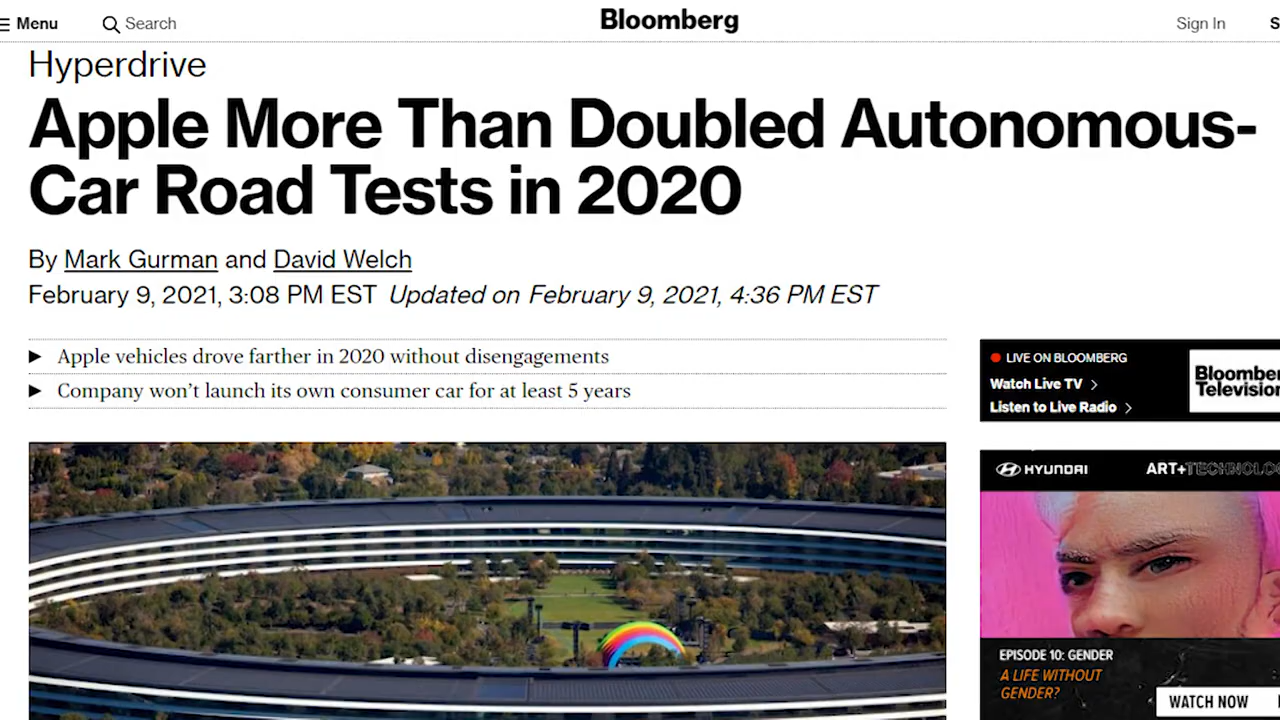 Menu
Search
Bloomberg
Sign In
S
Hyperdrive
Apple More Than Doubled Autonomous-
Car Road Tests in 2020
By Mark Gurman and David Welch
February 9, 2021, 3:08 PM EST Updated on February 9, 2021, 4:36 PM EST
Apple vehicles drove farther in 2020 without disengagements
Company won't launch its own consumer car for at least 5 years
LIVE ON BLOOMBERG
Watch Live TV
Listen to Live Radio
Bloomber
Television
HYUNDAI
ART+TECHNOLO
EPISODE 10: GENDER
A LIFE WITHOUT
GENDER?
WATCH NOW